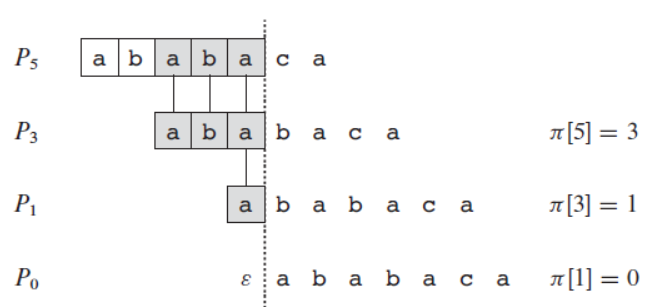 P₅ a b a b a c a
P₃ a b a b a c a π[5] = 3
P₁ a b a b a c a π[3] = 1
P₀ ε a b a b a c a π[1] = 0